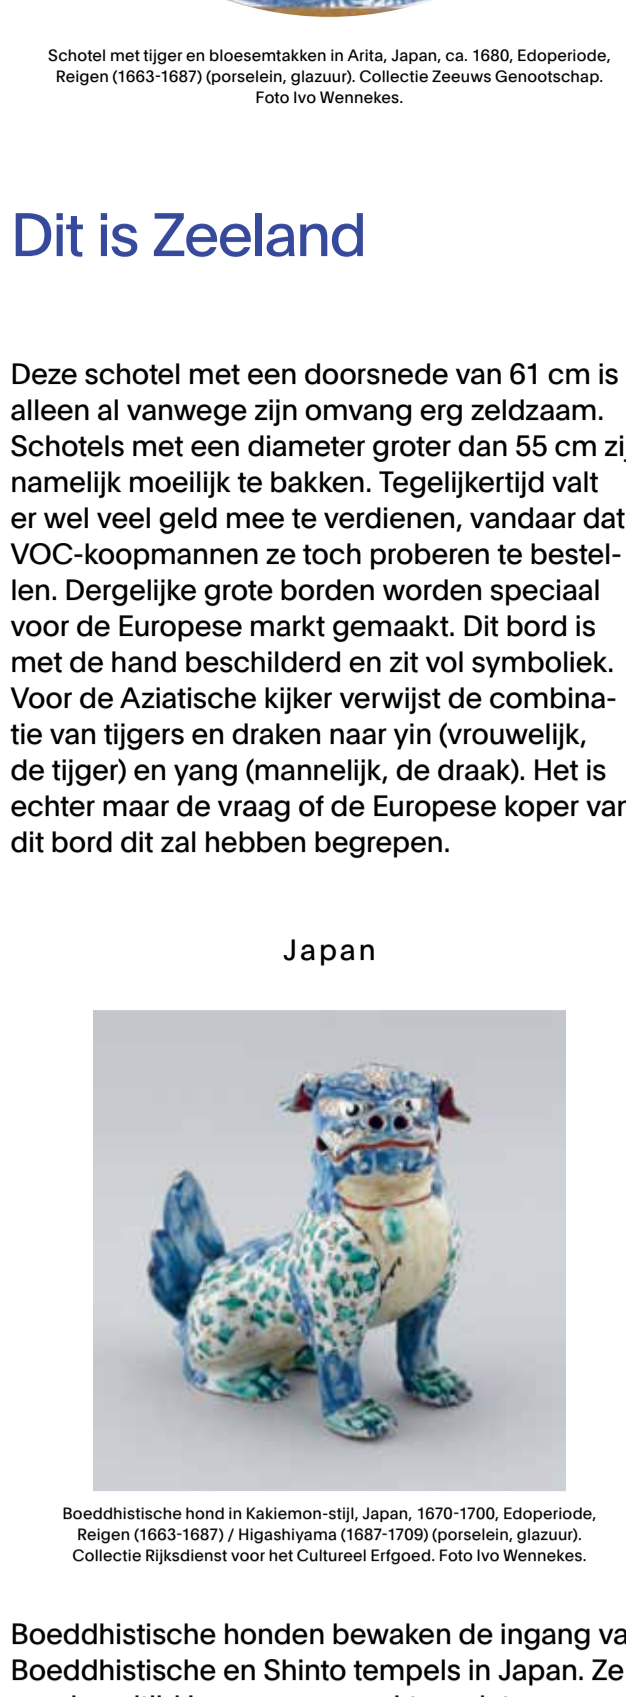 Schotel met tijger en bloesemtakken in Arita, Japan, ca. 1680, Edoperiode,
Reigen (1663-1687) (porselein, glazuur). Collectie Zeeuws Genootschap.
Foto Ivo Wennekes.
Dit is Zeeland
Deze schotel met een doorsnede van 61 cm is
alleen al vanwege zijn omvang erg zeldzaam.
Schotels met een diameter groter dan 55 cm
namelijk moeilijk te bakken. Tegelijkertijd valt
er wel veel geld mee te verdienen, vandaar dat
VOC-koopmannen ze toch proberen te bestel-
len. Dergelijke grote borden worden speciaal
voor de Europese markt gemaakt. Dit bord is
met de hand beschilderd en zit vol symboliek.
Voor de Aziatische kijker verwijst de combina-
tie van tijgers en draken naar yin (vrouwelijk,
de tijger) en yang (mannelijk, de draak). Het is
echter maar de vraag of de Europese koper van
dit bord dit zal hebben begrepen.
Japan
Boeddhistische hond in Kakiemon-stijl, Japan, 1670-1700, Edoperiode,
Reigen (1663-1687) / Higashiyama (1687-1709) (porselein, glazuur).
Collectie Rijksdienst voor het Cultureel Erfgoed. Foto Ivo Wennekes.
Boeddhistische honden bewaken de ingang
Boeddhistische en Shinto tempels in Japan. Ze